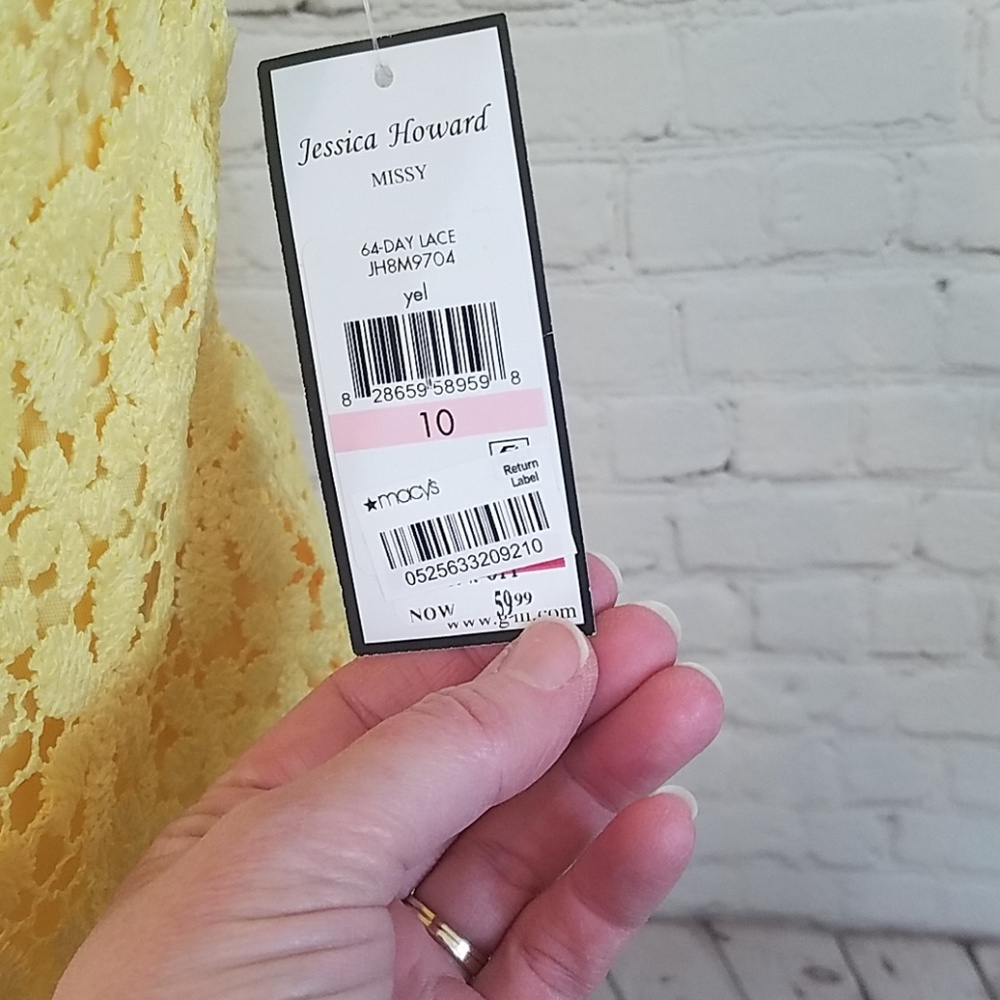 Jessica Howard
MISSY
64-DAY LACE
JH8M9704
yel
8 28659 58959 8
10
Return
Label
★macy's
0525633209210
NOW 59.99
www.g-iii.com